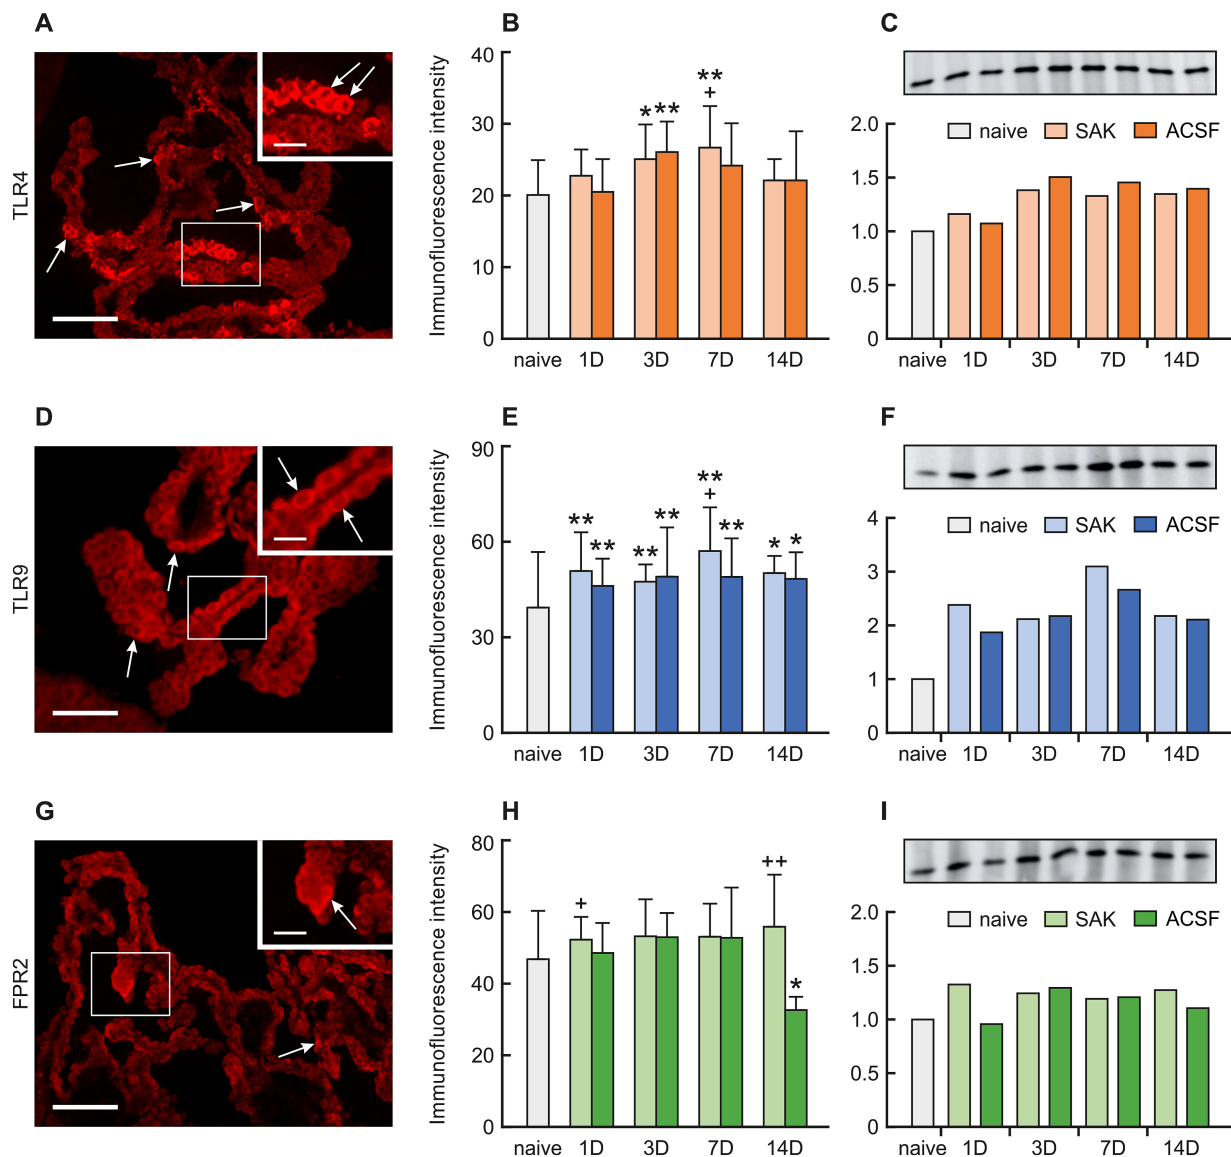 A
TLR4
B
Immunofluorescence intensity
40
30
20
10
0
* ** ** +
naive 1D 3D 7D 14D
C
naive SAK ACSF
2.0
1.5
1.0
0.5
0
naive 1D 3D 7D 14D
D
TLR9
E
Immunofluorescence intensity
90
60
30
0
** ** ** ** ** + ** * *
naive 1D 3D 7D 14D
F
naive SAK ACSF
4
3
2
1
0
naive 1D 3D 7D 14D
G
FPR2
H
Immunofluorescence intensity
80
60
40
20
0
+ ++ *
naive 1D 3D 7D 14D
I
naive SAK ACSF
2.0
1.5
1.0
0.5
0
naive 1D 3D 7D 14D